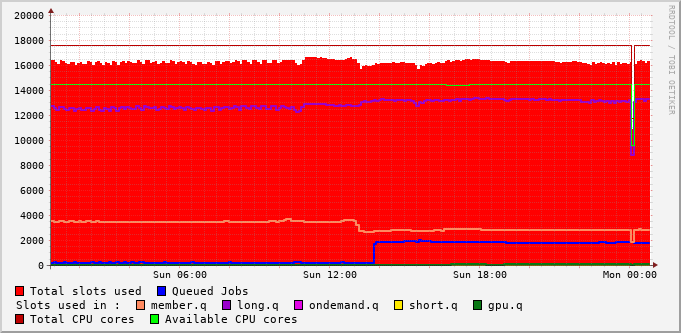 20000
18000
16000
14000
12000
10000
8000
6000
4000
2000
0
Sun 06:00 Sun 12:00 Sun 18:00 Mon 00:00
RRDTOOL / TOBI OETIKER
Total slots used Queued Jobs
Slots used in : member.q long.q ondemand.q short.q gpu.q
Total CPU cores Available CPU cores